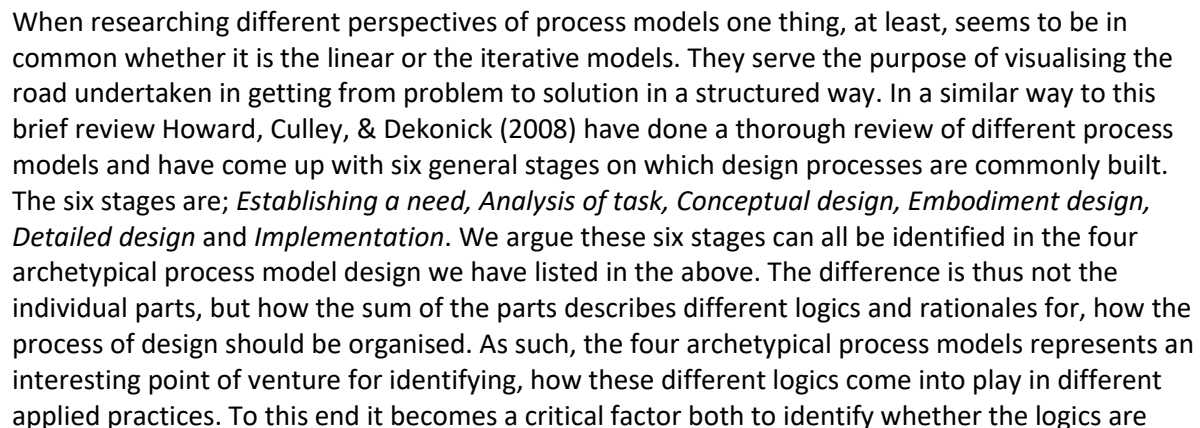 When researching different perspectives of process models one thing, at least, seems to be in
common whether it is the linear or the iterative models. They serve the purpose of visualising the
road undertaken in getting from problem to solution in a structured way. In a similar way to this
brief review Howard, Culley, & Dekonick (2008) have done a thorough review of different process
models and have come up with six general stages on which design processes are commonly built.
The six stages are; Establishing a need, Analysis of task, Conceptual design, Embodiment design,
Detailed design and Implementation. We argue these six stages can all be identified in the four
archetypical process model design we have listed in the above. The difference is thus not the
individual parts, but how the sum of the parts describes different logics and rationales for, how the
process of design should be organised. As such, the four archetypical process models represents an
interesting point of venture for identifying, how these different logics come into play in different
applied practices. To this end it becomes a critical factor both to identify whether the logics are